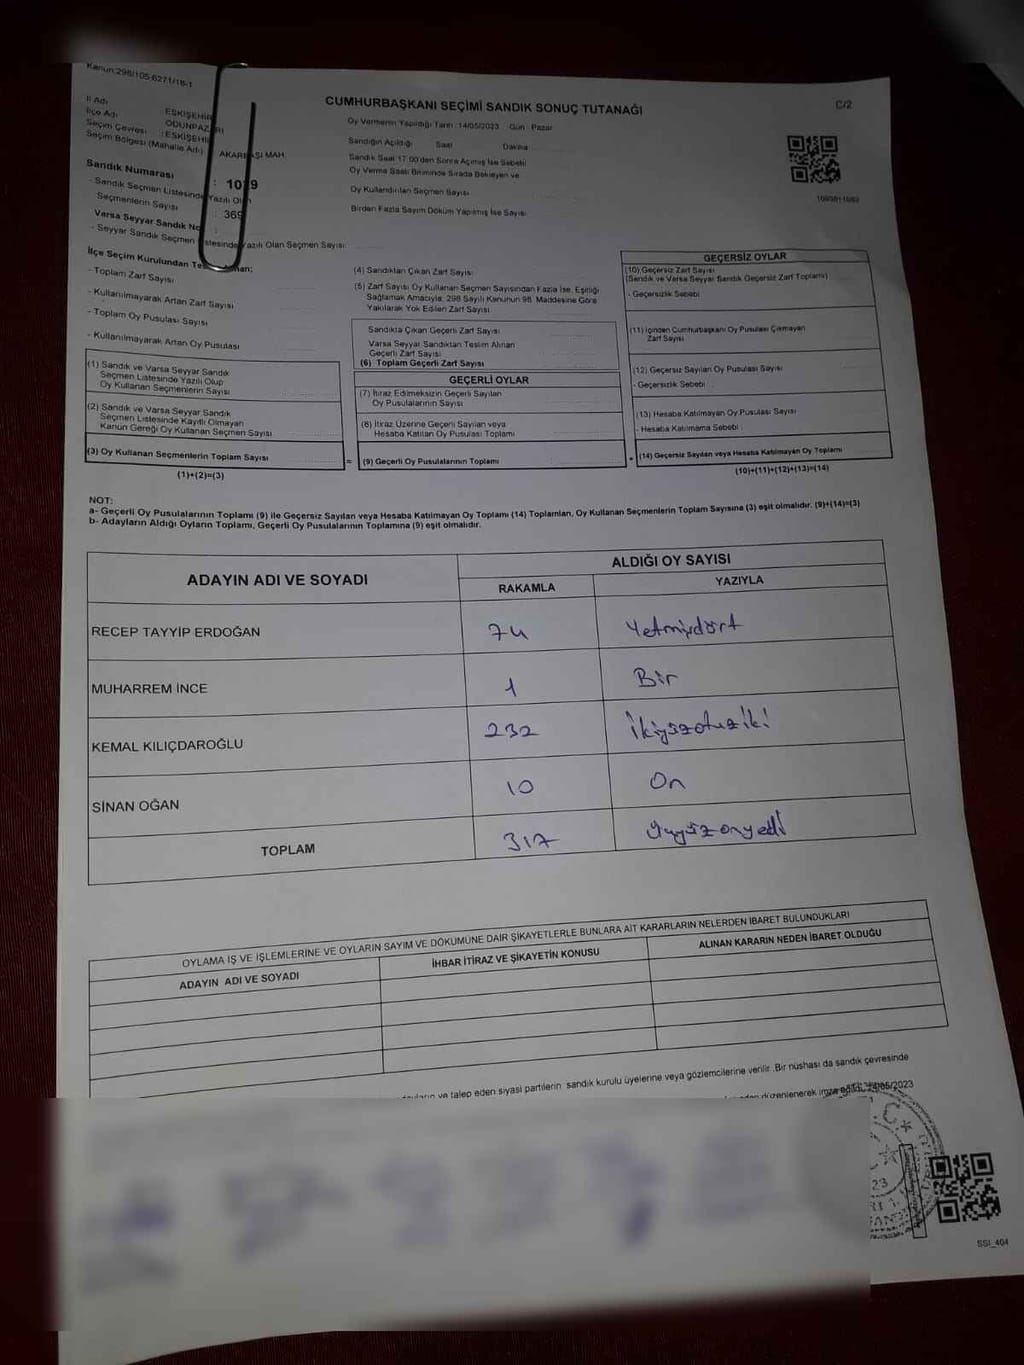 Kanun:298/105-6271/18-1
C/2
CUMHURBAŞKANI SEÇİMİ SANDIK SONUÇ TUTANAĞI
Oy Vermenin Yapıldığı Tarih :14/05/2023 Gün : Pazar
İl Adı : ESKİŞEHİR
İlçe Adı : ODUNPAZARI
Seçim Çevresi : ESKİŞEHİR
Seçim Bölgesi (Mahalle Adı) AKARBAŞI MAH.
Sandığın Açıldığı Saat Dakika
Sandık Saat 17:00'den Sonra Açılmış İse Sebebi
Oy Verme Saati Bitiminde Sırada Bekleyen ve
Oy Kullandırılan Seçmen Sayısı
Birden Fazla Sayım Döküm Yapılmış İse Sayısı
Sandık Numarası
- Sandık Seçmen Listesinde Yazılı Olan
Seçmenlerin Sayısı : 369
Varsa Seyyar Sandık No :
- Seyyar Sandık Seçmen Listesinde Yazılı Olan Seçmen Sayısı:
İlçe Seçim Kurulundan
- Toplam Zarf Sayısı
- Kullanılmayarak Artan Zarf Sayısı
- Toplam Oy Pusulası Sayısı
- Kullanılmayarak Artan Oy Pusulası
(1) Sandık ve Varsa Seyyar Sandık
Seçmen Listesinde Yazılı Olup
Oy Kullanan Seçmenlerin Sayısı
(2) Sandık ve Varsa Seyyar Sandık
Seçmen Listesinde Kayıtlı Olmayan
Kanun Gereği Oy Kullanan Seçmen Sayısı
(3) Oy Kullanan Seçmenlerin Toplam Sayısı
(1)+(2)=(3)
(4) Sandıktan Çıkan Zarf Sayısı
(5) Zarf Sayısı Oy Kullanan Seçmen Sayısından Fazla İse, Eşitliği
Sağlamak Amacıyla, 298 Sayılı Kanunun 98. Maddesine Göre
Yakılarak Yok Edilen Zarf Sayısı
Sandıkta Çıkan Geçerli Zarf Sayısı
Varsa Seyyar Sandıktan Teslim Alınan
Geçerli Zarf Sayısı
(6) Toplam Geçerli Zarf Sayısı
GEÇERLİ OYLAR
(7) İtiraz Edilmeksizin Geçerli Sayılan
Oy Pusulalarının Sayısı
(8) İtiraz Üzerine Geçerli Sayılan veya
Hesaba Katılan Oy Pusulası Toplamı
= (9) Geçerli Oy Pusulalarının Toplamı
GEÇERSİZ OYLAR
(10) Geçersiz Zarf Sayısı
(Sandık ve Varsa Seyyar Sandık Geçersiz Zarf Toplamı)
- Geçersizlik Sebebi
(11) İçinden Cumhurbaşkanı Oy Pusulası Çıkmayan
Zarf Sayısı
(12) Geçersiz Sayılan Oy Pusulası Sayısı
- Geçersizlik Sebebi
(13) Hesaba Katılmayan Oy Pusulası Sayısı
- Hesaba Katılmama Sebebi
+ (14) Geçersiz Sayılan veya Hesaba Katılmayan Oy Toplamı
(10)+(11)+(12)+(13)=(14)
NOT:
a- Geçerli Oy Pusulalarının Toplamı (9) ile Geçersiz Sayılan veya Hesaba Katılmayan Oy Toplamı (14) Toplamları, Oy Kullanan Seçmenlerin Toplam Sayısına (3) eşit olmalıdır. (9)+(14)=(3)
b- Adayların Aldığı Oyların Toplamı, Geçerli Oy Pusulalarının Toplamına (9) eşit olmalıdır.
ADAYIN ADI VE SOYADI
ALDIĞI OY SAYISI
RAKAMLA YAZIYLA
RECEP TAYYİP ERDOĞAN 74 Yetmişdört
MUHARREM İNCE 1 Bir
KEMAL KILIÇDAROĞLU 232 İkiyüzotuziki
SİNAN OĞAN 10 On
TOPLAM 317 Üçyüzonyedi
OYLAMA İŞ VE İŞLEMLERİNE VE OYLARIN SAYIM VE DÖKÜMÜNE DAİR ŞİKAYETLERLE BUNLARA AİT KARARLARIN NELERDEN İBARET BULUNDUKLARI
ADAYIN ADI VE SOYADI
İHBAR İTİRAZ VE ŞİKAYETİN KONUSU
ALINAN KARARIN NEDEN İBARET OLDUĞU
ve talep eden siyasi partilerin sandık kurulu üyelerine veya gözlemcilerine verilir. Bir nüshası da sandık çevresinde
düzenlenerek imza
SSI_404